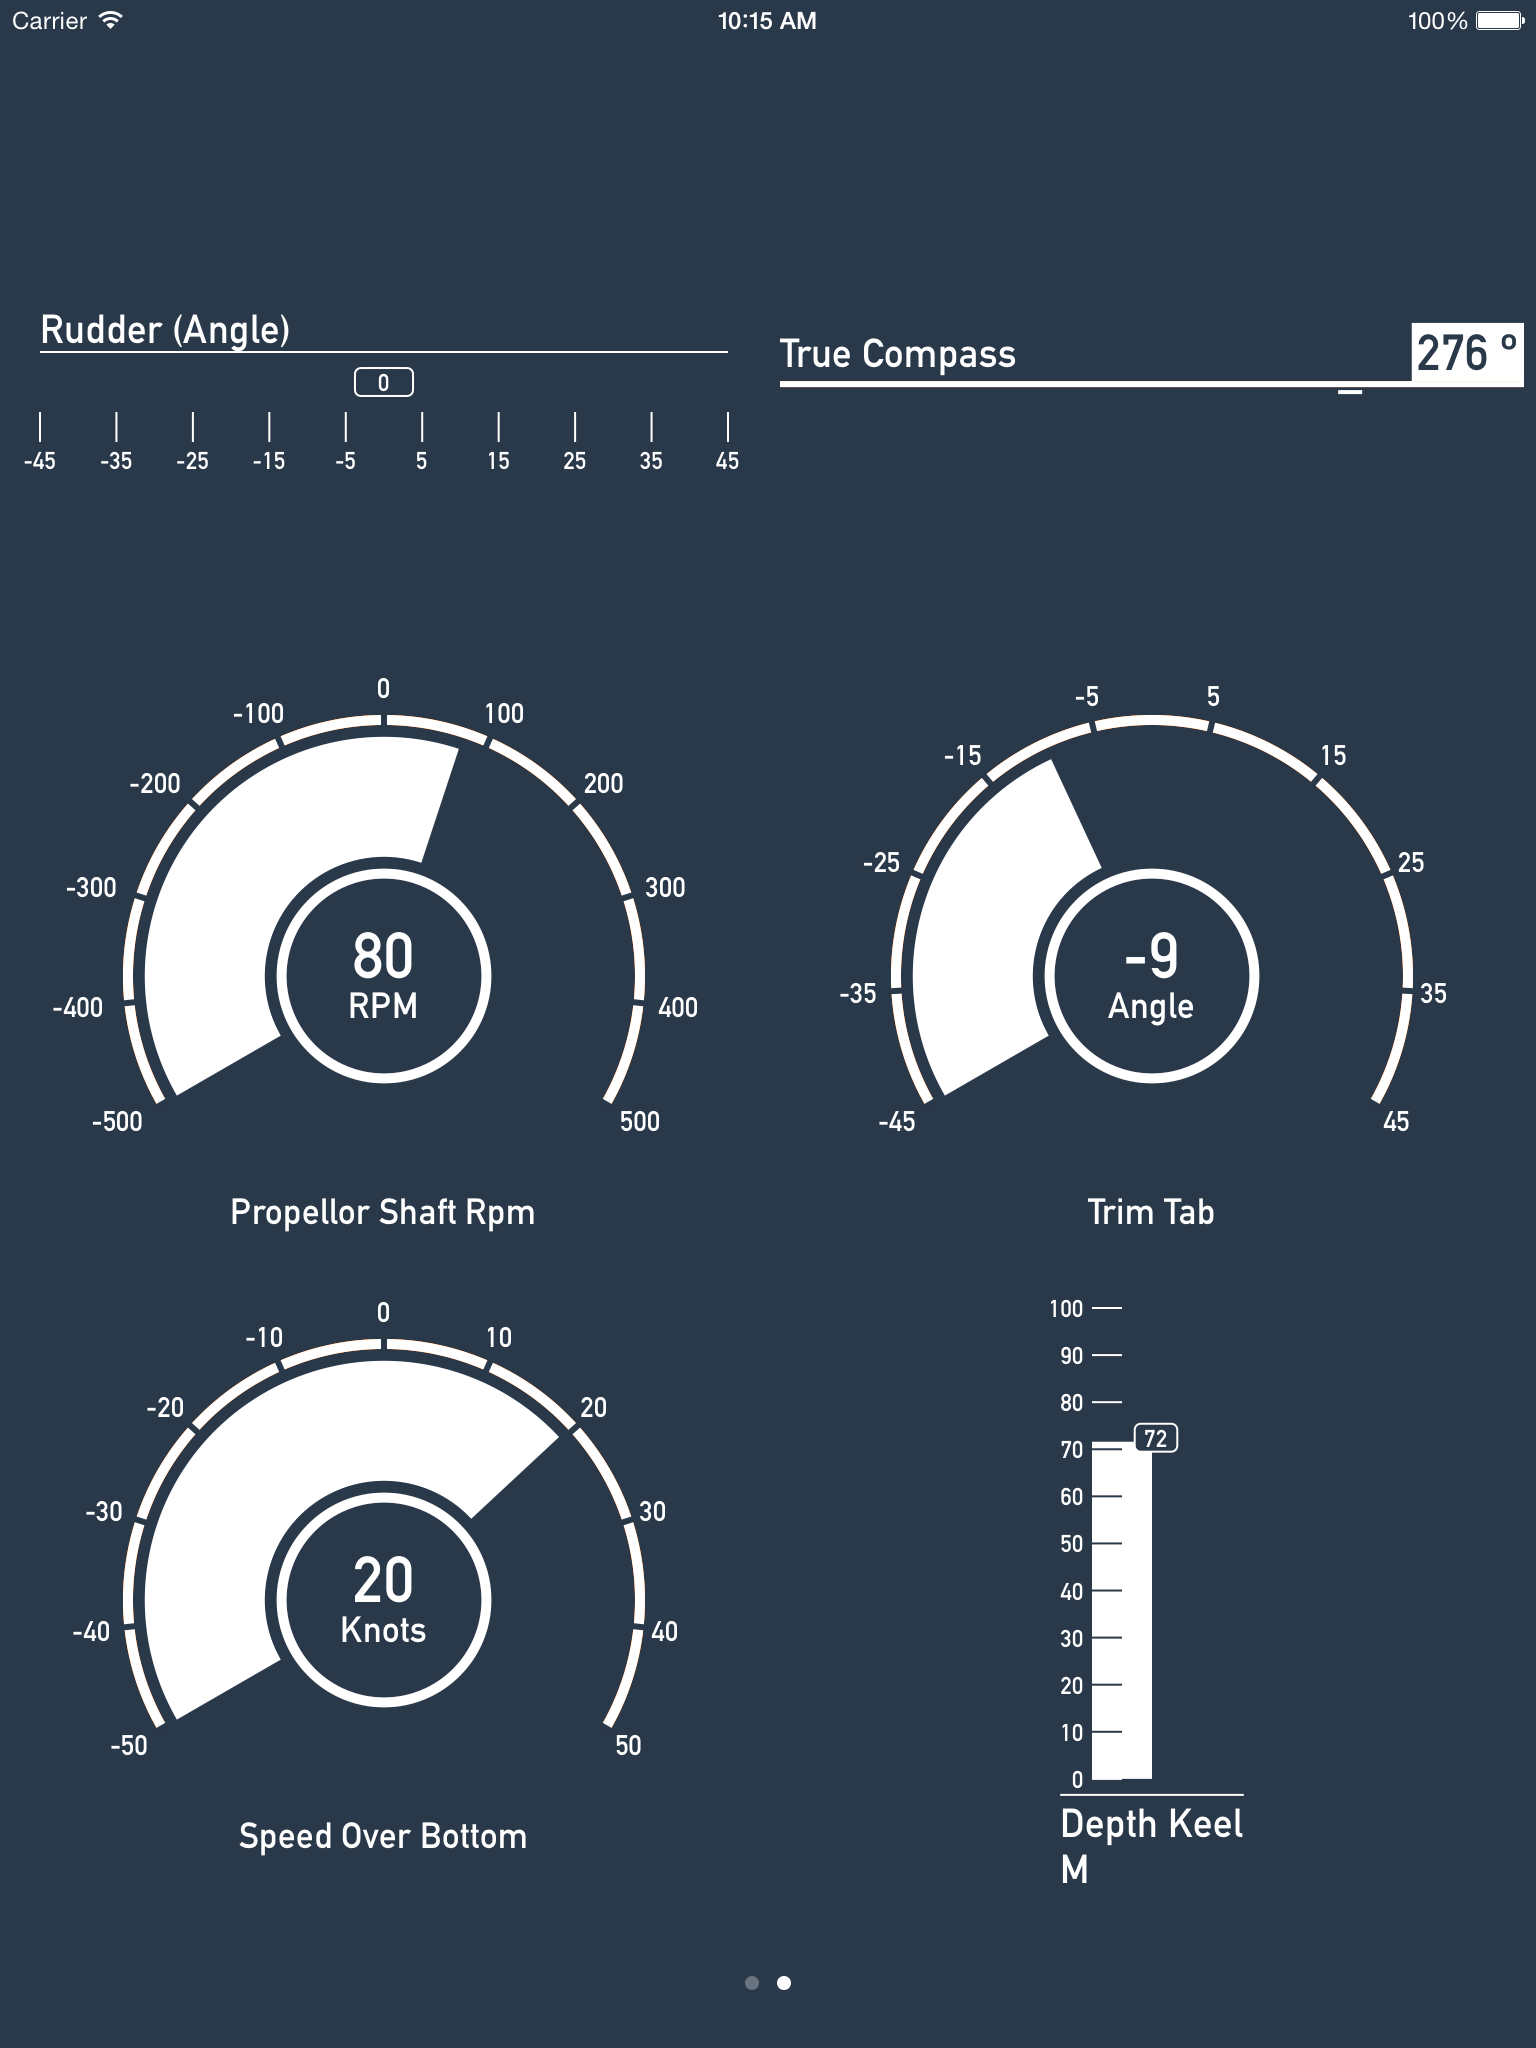 Carrier 10:15 AM 100%
Rudder (Angle)
0
-45 -35 -25 -15 -5 5 15 25 35 45
True Compass 276 °
0
-100 100
-200 200
-300 300
-400 400
-500 500
80
RPM
Propellor Shaft Rpm
-5 5
-15 15
-25 25
-35 35
-45 45
-9
Angle
Trim Tab
0
-10 10
-20 20
-30 30
-40 40
-50 50
20
Knots
Speed Over Bottom
100
90
80
72
70
60
50
40
30
20
10
0
Depth Keel
M